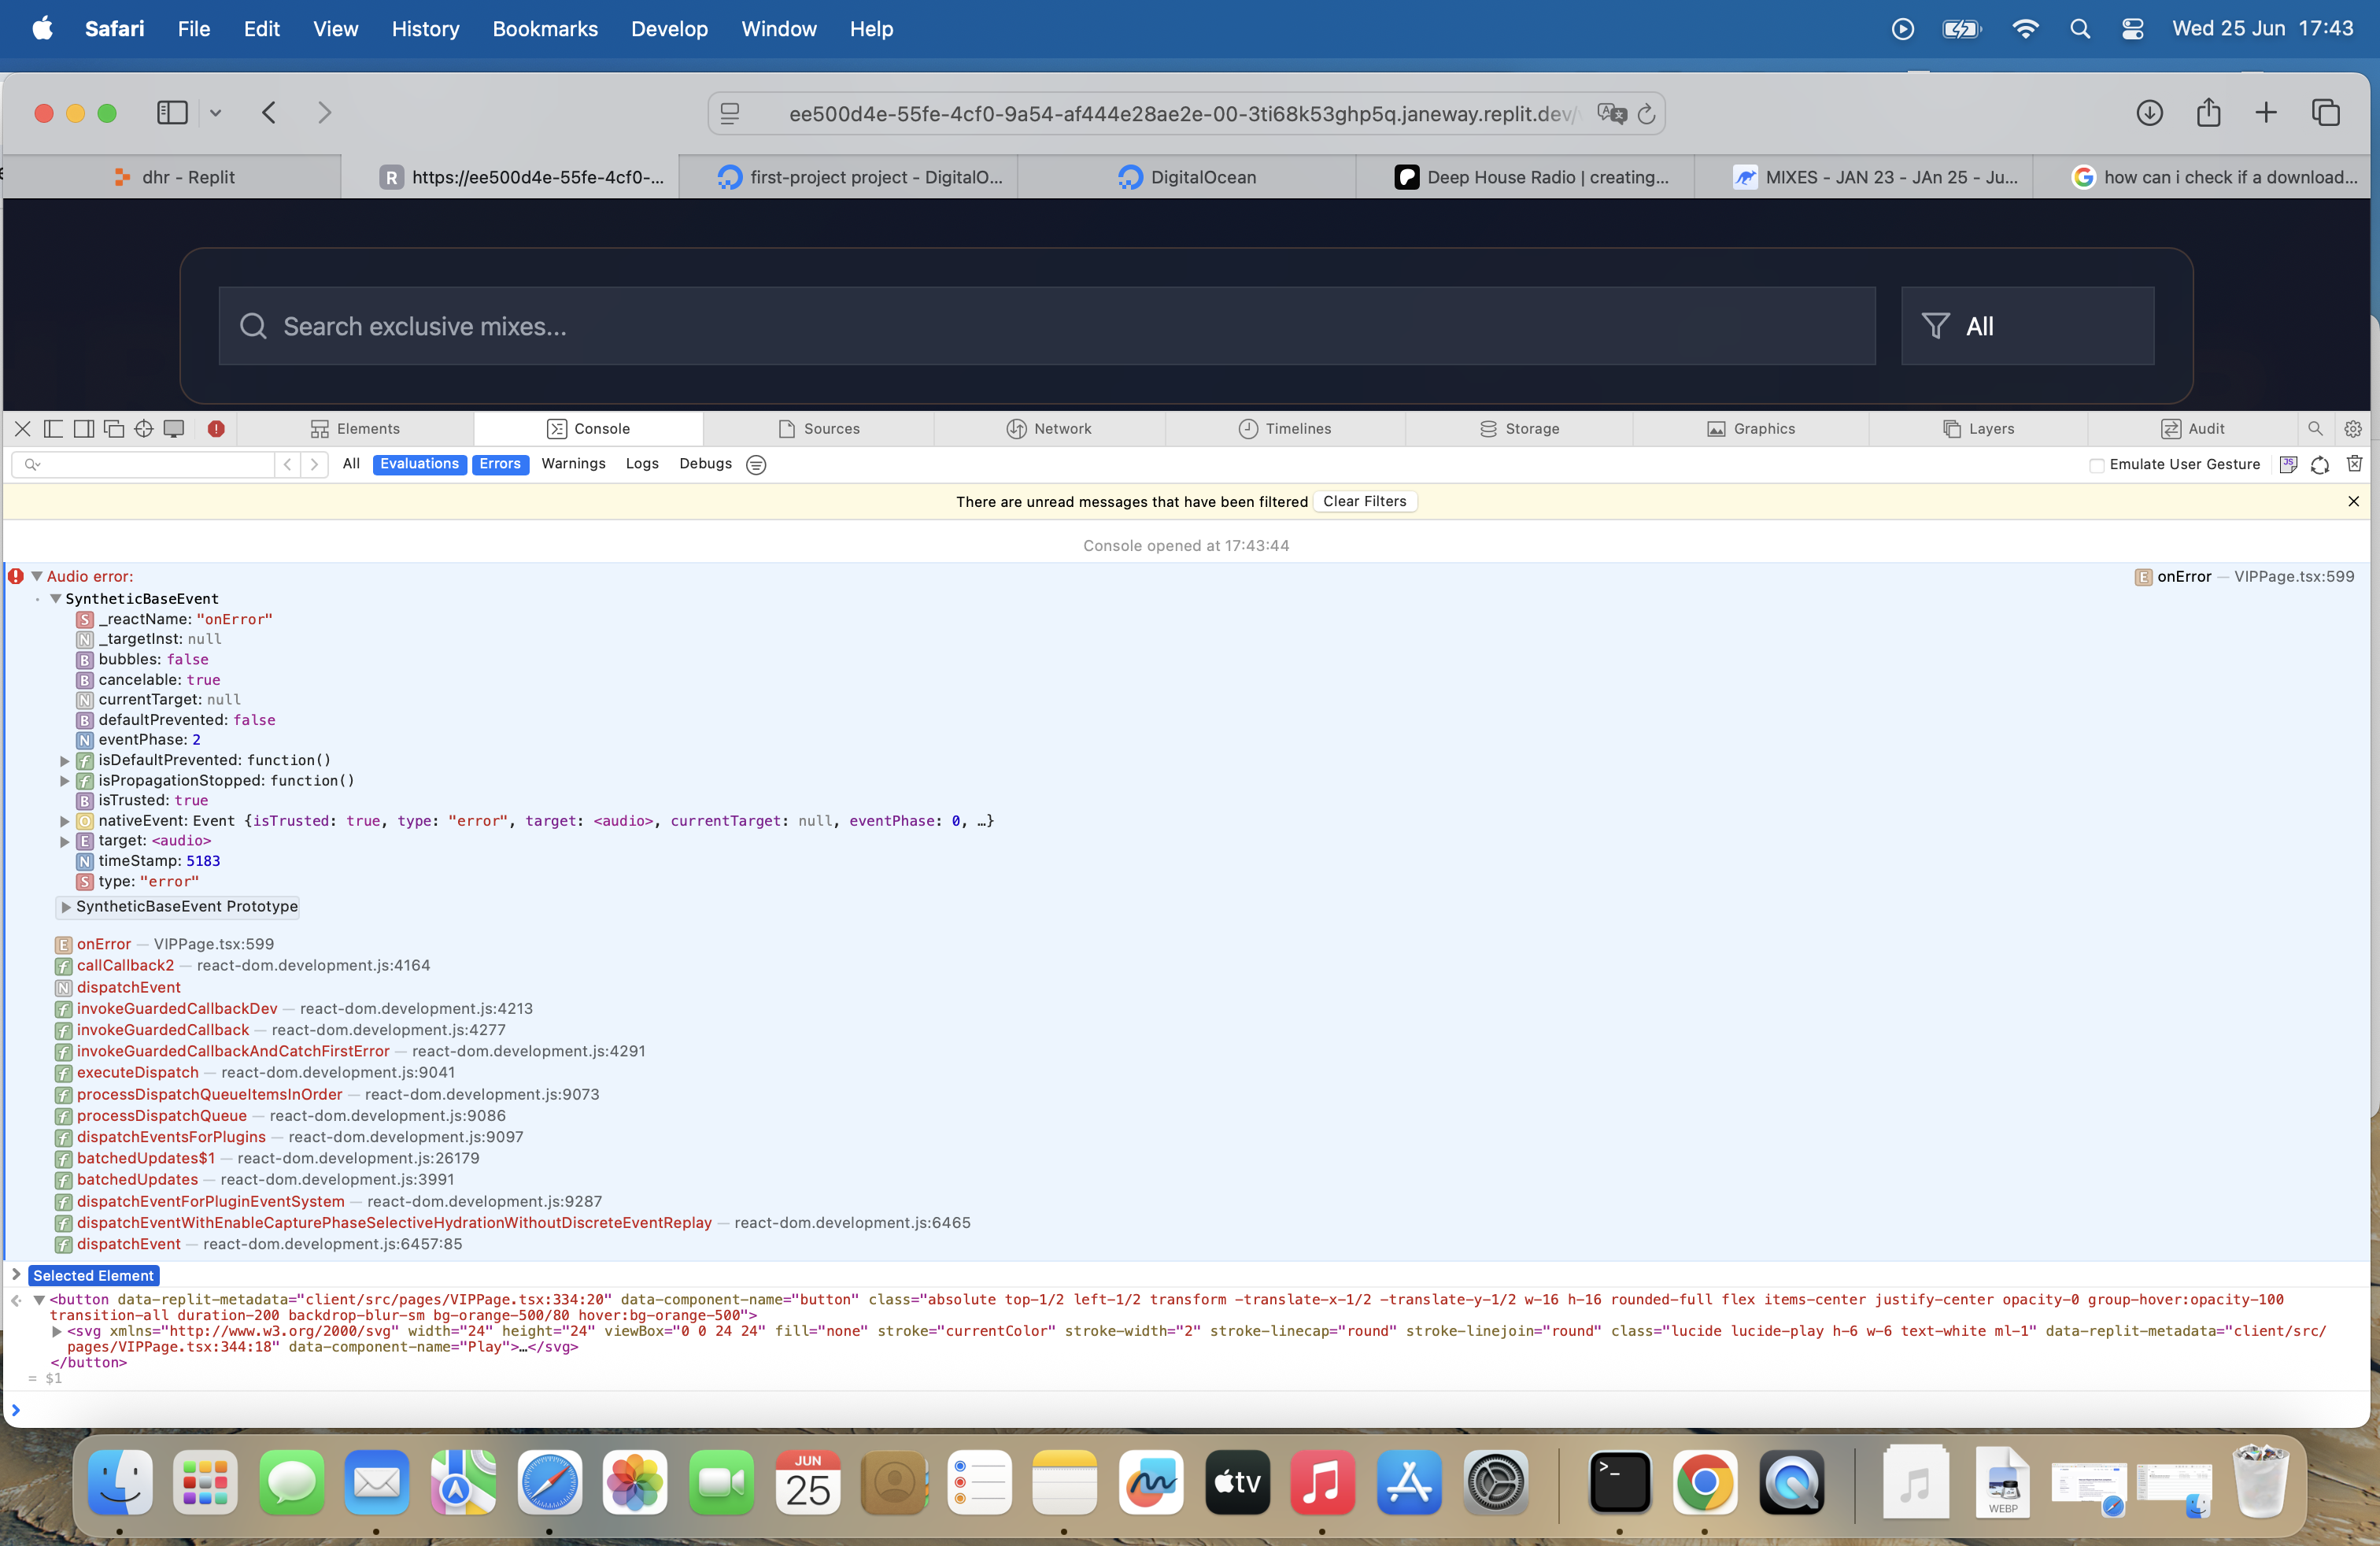 Safari File Edit View History Bookmarks Develop Window Help Wed 25 Jun 17:43
ee500d4e-55fe-4cf0-9a54-af444e28ae2e-00-3ti68k53ghp5q.janeway.replit.dev/
dhr - Replit
R https://ee500d4e-55fe-4cf0-...
first-project project - DigitalO...
DigitalOcean
Deep House Radio | creating...
MIXES - JAN 23 - JAn 25 - Ju...
how can i check if a download...
Search exclusive mixes...
All
Elements Console Sources Network Timelines Storage Graphics Layers Audit
All Evaluations Errors Warnings Logs Debugs Emulate User Gesture
There are unread messages that have been filtered Clear Filters
Console opened at 17:43:44
Audio error: E onError — VIPPage.tsx:599
SyntheticBaseEvent
S _reactName: "onError"
N _targetInst: null
B bubbles: false
B cancelable: true
N currentTarget: null
B defaultPrevented: false
N eventPhase: 2
f isDefaultPrevented: function()
f isPropagationStopped: function()
B isTrusted: true
O nativeEvent: Event {isTrusted: true, type: "error", target: <audio>, currentTarget: null, eventPhase: 0, …}
E target: <audio>
N timeStamp: 5183
S type: "error"
SyntheticBaseEvent Prototype
E onError — VIPPage.tsx:599
f callCallback2 — react-dom.development.js:4164
N dispatchEvent
f invokeGuardedCallbackDev — react-dom.development.js:4213
f invokeGuardedCallback — react-dom.development.js:4277
f invokeGuardedCallbackAndCatchFirstError — react-dom.development.js:4291
f executeDispatch — react-dom.development.js:9041
f processDispatchQueueItemsInOrder — react-dom.development.js:9073
f processDispatchQueue — react-dom.development.js:9086
f dispatchEventsForPlugins — react-dom.development.js:9097
f batchedUpdates$1 — react-dom.development.js:26179
f batchedUpdates — react-dom.development.js:3991
f dispatchEventForPluginEventSystem — react-dom.development.js:9287
f dispatchEventWithEnableCapturePhaseSelectiveHydrationWithoutDiscreteEventReplay — react-dom.development.js:6465
f dispatchEvent — react-dom.development.js:6457:85
Selected Element
<button data-replit-metadata="client/src/pages/VIPPage.tsx:334:20" data-component-name="button" class="absolute top-1/2 left-1/2 transform -translate-x-1/2 -translate-y-1/2 w-16 h-16 rounded-full flex items-center justify-center opacity-0 group-hover:opacity-100
transition-all duration-200 backdrop-blur-sm bg-orange-500/80 hover:bg-orange-500">
<svg xmlns="http://www.w3.org/2000/svg" width="24" height="24" viewBox="0 0 24 24" fill="none" stroke="currentColor" stroke-width="2" stroke-linecap="round" stroke-linejoin="round" class="lucide lucide-play h-6 w-6 text-white ml-1" data-replit-metadata="client/src/
pages/VIPPage.tsx:344:18" data-component-name="Play">…</svg>
</button>
= $1
JUN
25
tv
WEBP